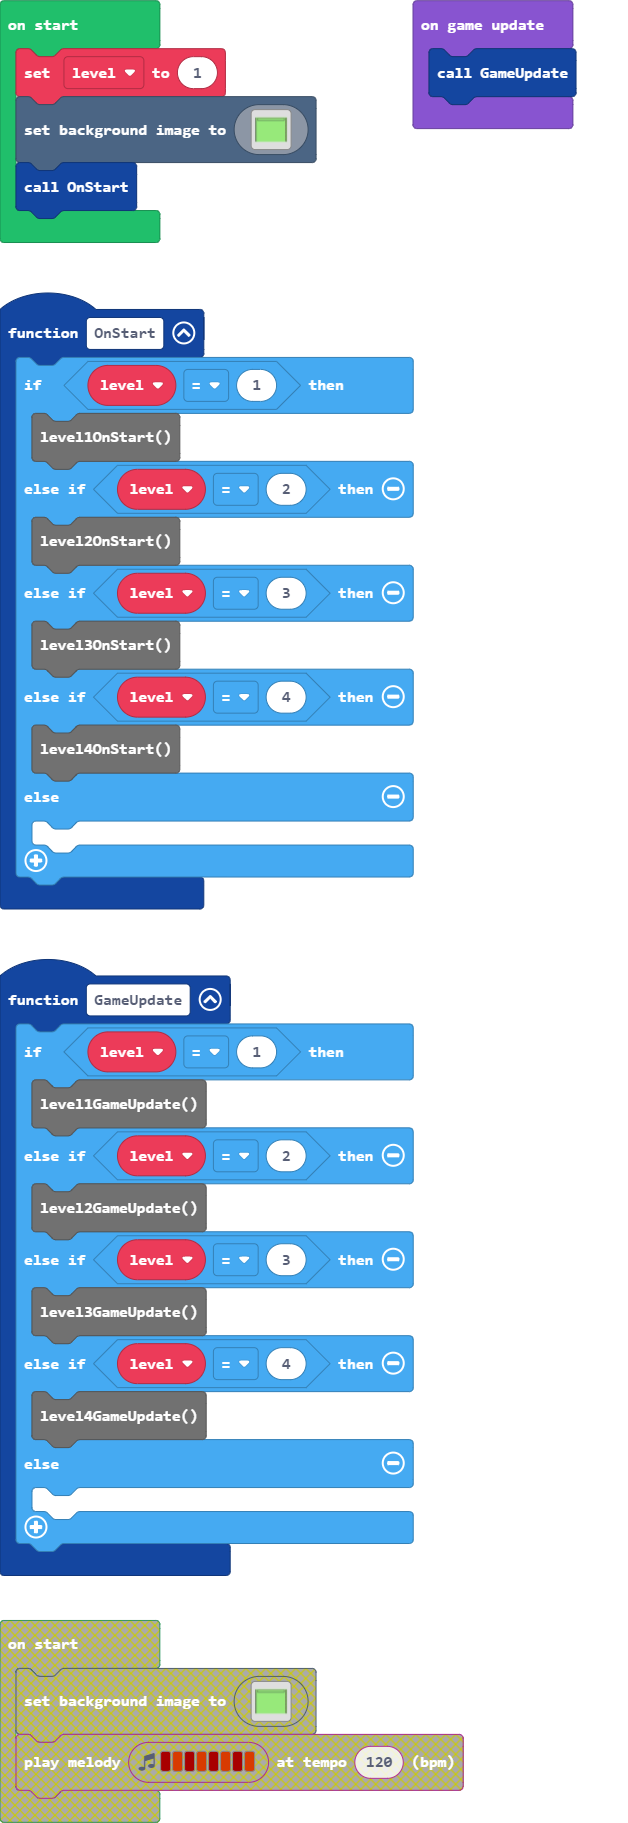 on start
set level to 1
set background image to
call OnStart
on game update
call GameUpdate
function OnStart
if level = 1 then
level1OnStart()
else if level = 2 then
level2OnStart()
else if level = 3 then
level3OnStart()
else if level = 4 then
level4OnStart()
else
function GameUpdate
if level = 1 then
level1GameUpdate()
else if level = 2 then
level2GameUpdate()
else if level = 3 then
level3GameUpdate()
else if level = 4 then
level4GameUpdate()
else
on start
set background image to
play melody at tempo 120 (bpm)